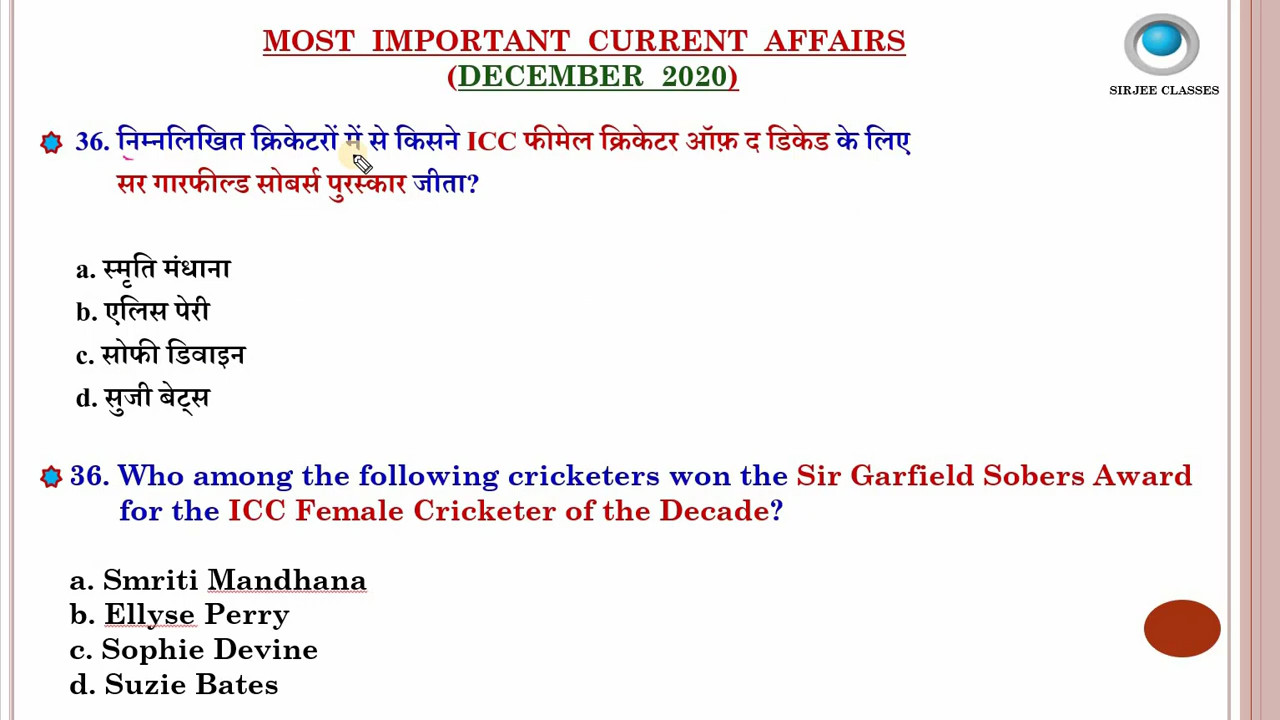 MOST IMPORTANT CURRENT AFFAIRS
(DECEMBER 2020)
SIRJEE CLASSES
36. निम्नलिखित क्रिकेटरों में से किसने ICC फीमेल क्रिकेटर ऑफ़ द डिकेड के लिए
सर गारफील्ड सोबर्स पुरस्कार जीता?
a. स्मृति मंधाना
b. एलिस पेरी
c. सोफी डिवाइन
d. सुजी बेट्स
36. Who among the following cricketers won the Sir Garfield Sobers Award
for the ICC Female Cricketer of the Decade?
a. Smriti Mandhana
b. Ellyse Perry
c. Sophie Devine
d. Suzie Bates